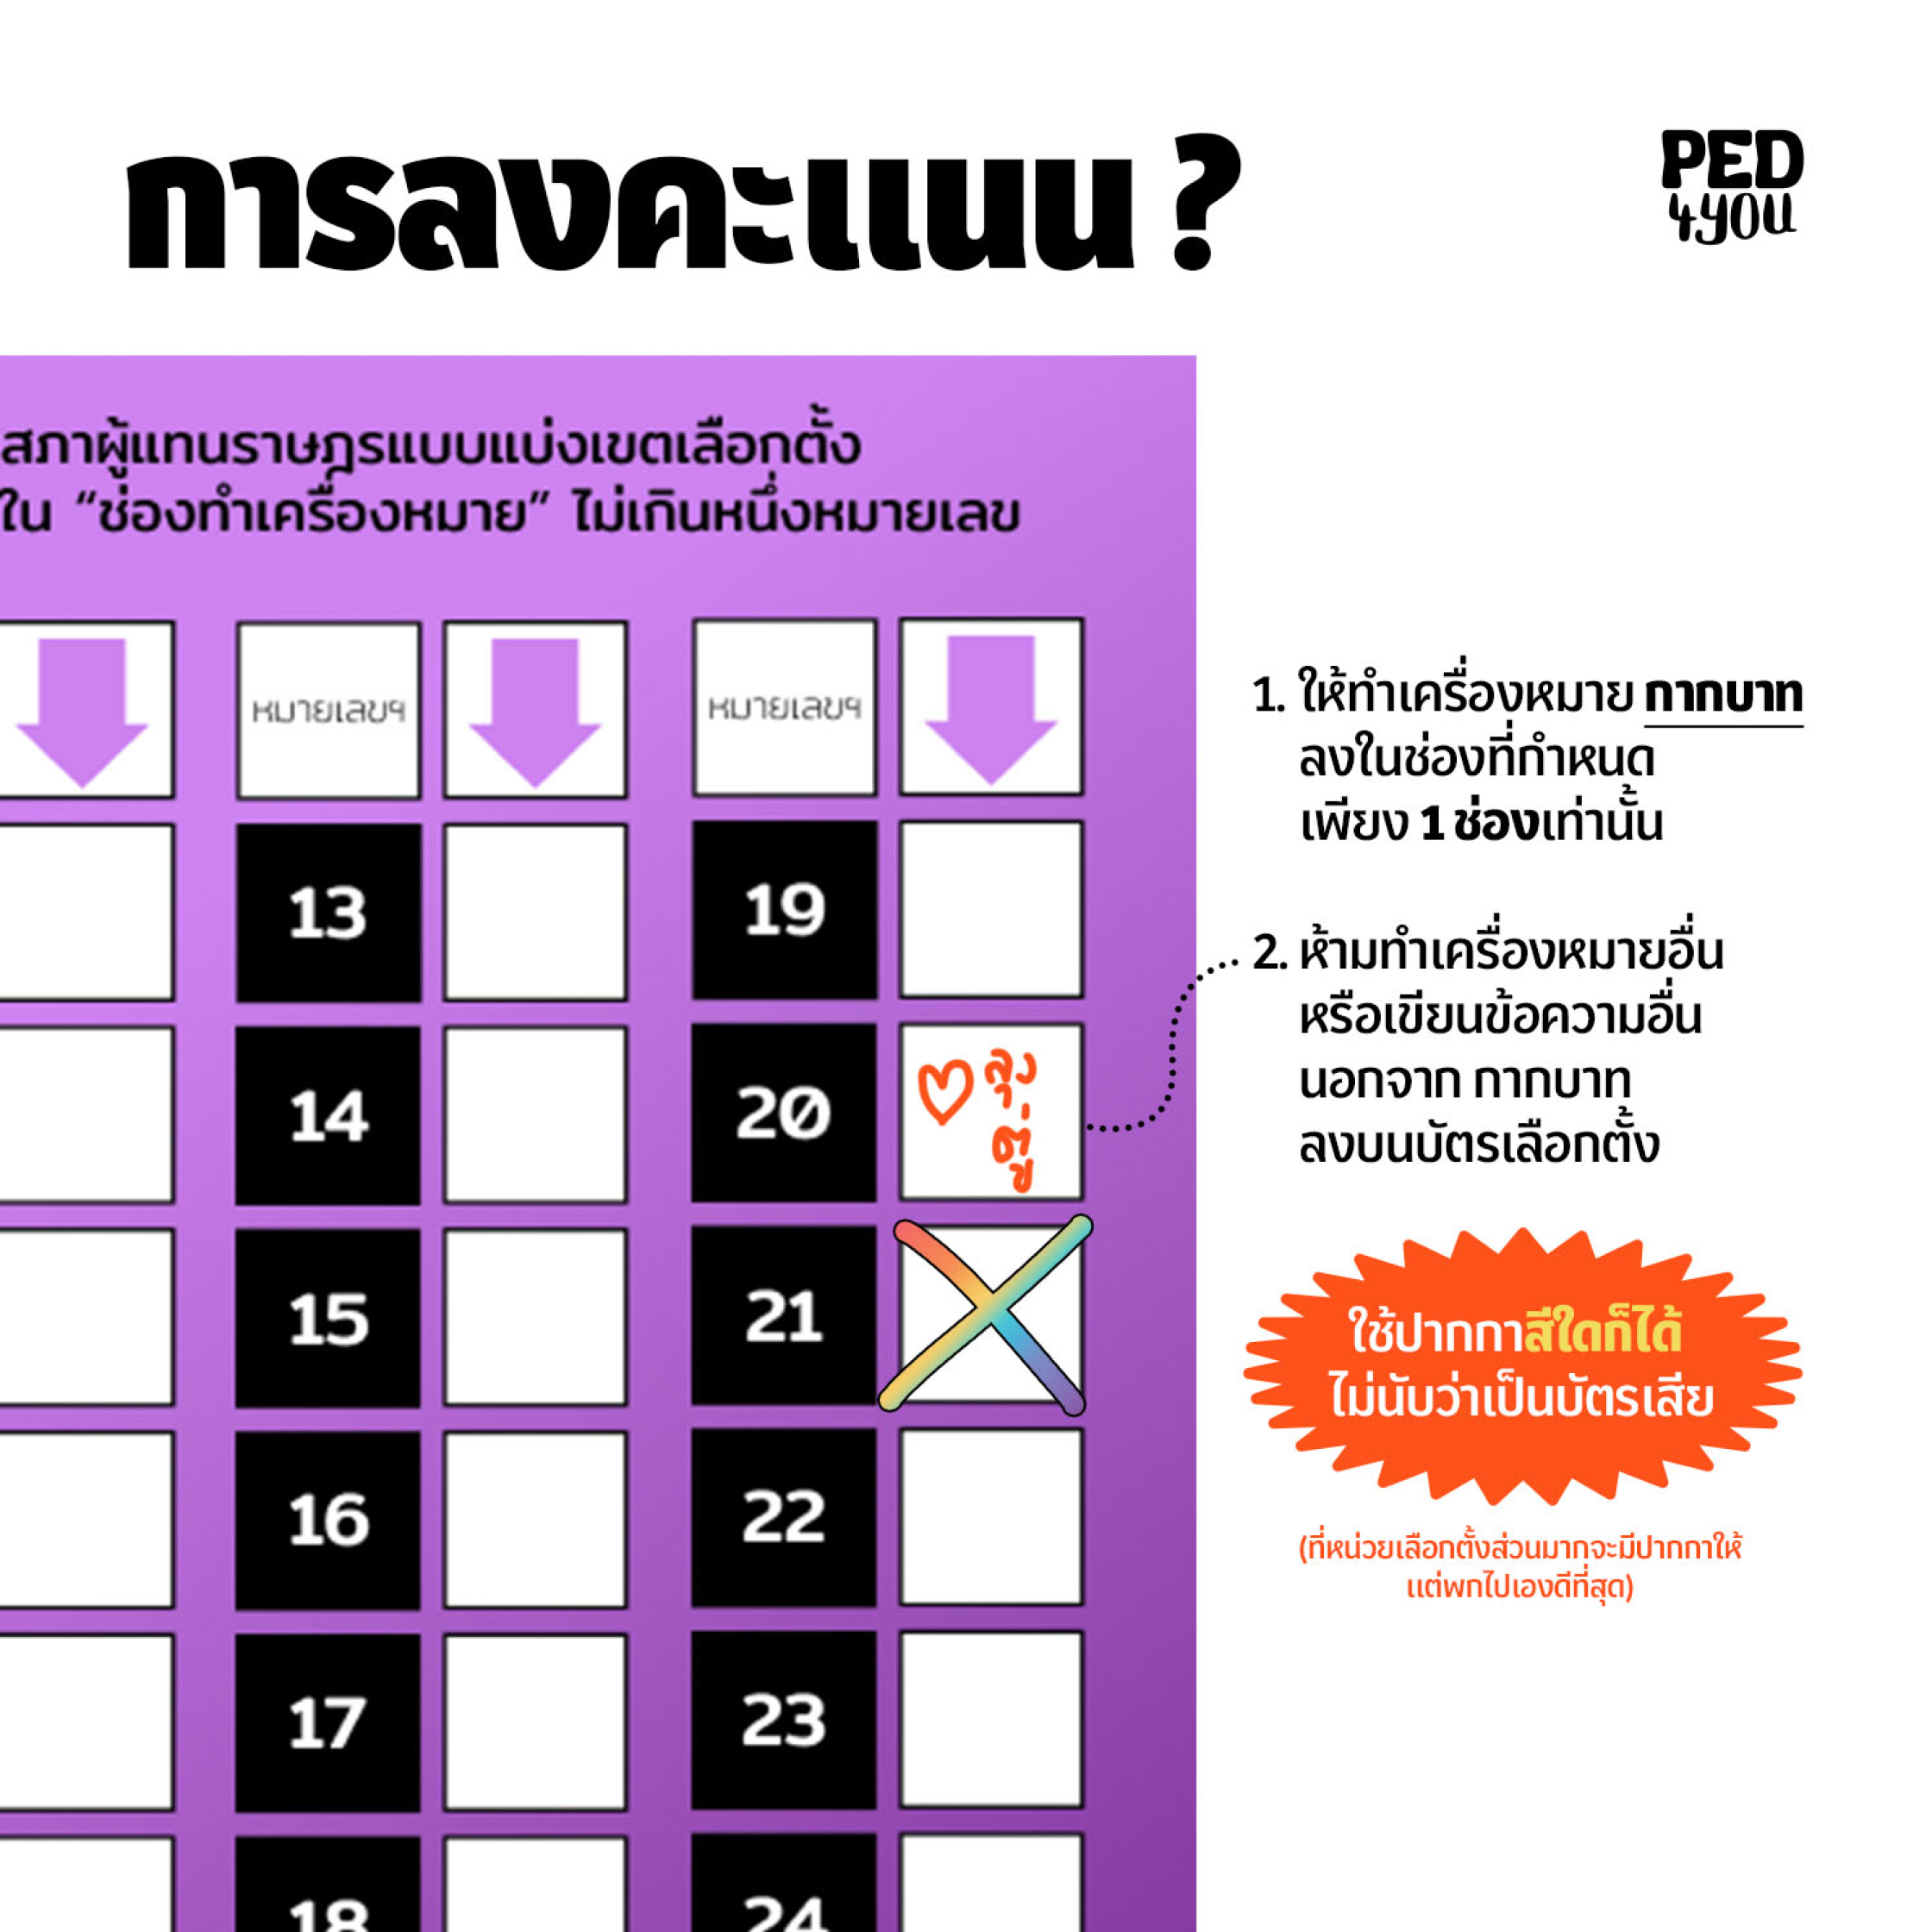 การลงคะแนน ?
PED
4YOU
สภาผู้แทนราษฎรแบบแบ่งเขตเลือกตั้ง
ใน “ช่องทำเครื่องหมาย” ไม่เกินหนึ่งหมายเลข
หมายเลขฯ
หมายเลขฯ
13
19
14
20
ลุง
ตู่
15
21
16
22
17
23
18
24
1. ให้ทำเครื่องหมาย กากบาท
ลงในช่องที่กำหนด
เพียง 1 ช่องเท่านั้น
2. ห้ามทำเครื่องหมายอื่น
หรือเขียนข้อความอื่น
นอกจาก กากบาท
ลงบนบัตรเลือกตั้ง
ใช้ปากกาสีใดก็ได้
ไม่นับว่าเป็นบัตรเสีย
(ที่หน่วยเลือกตั้งส่วนมากจะมีปากกาให้
แต่พกไปเองดีที่สุด)